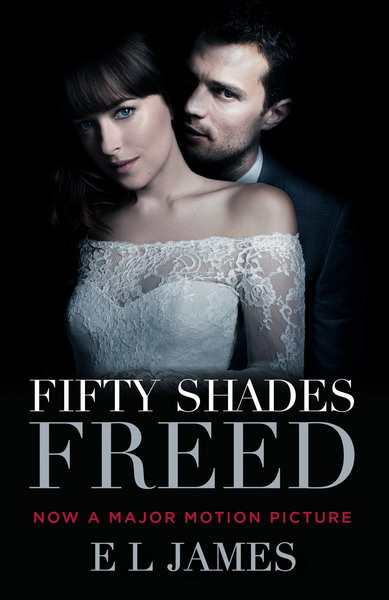 FIFTY SHADES
FREED
NOW A MAJOR MOTION PICTURE
E L JAMES